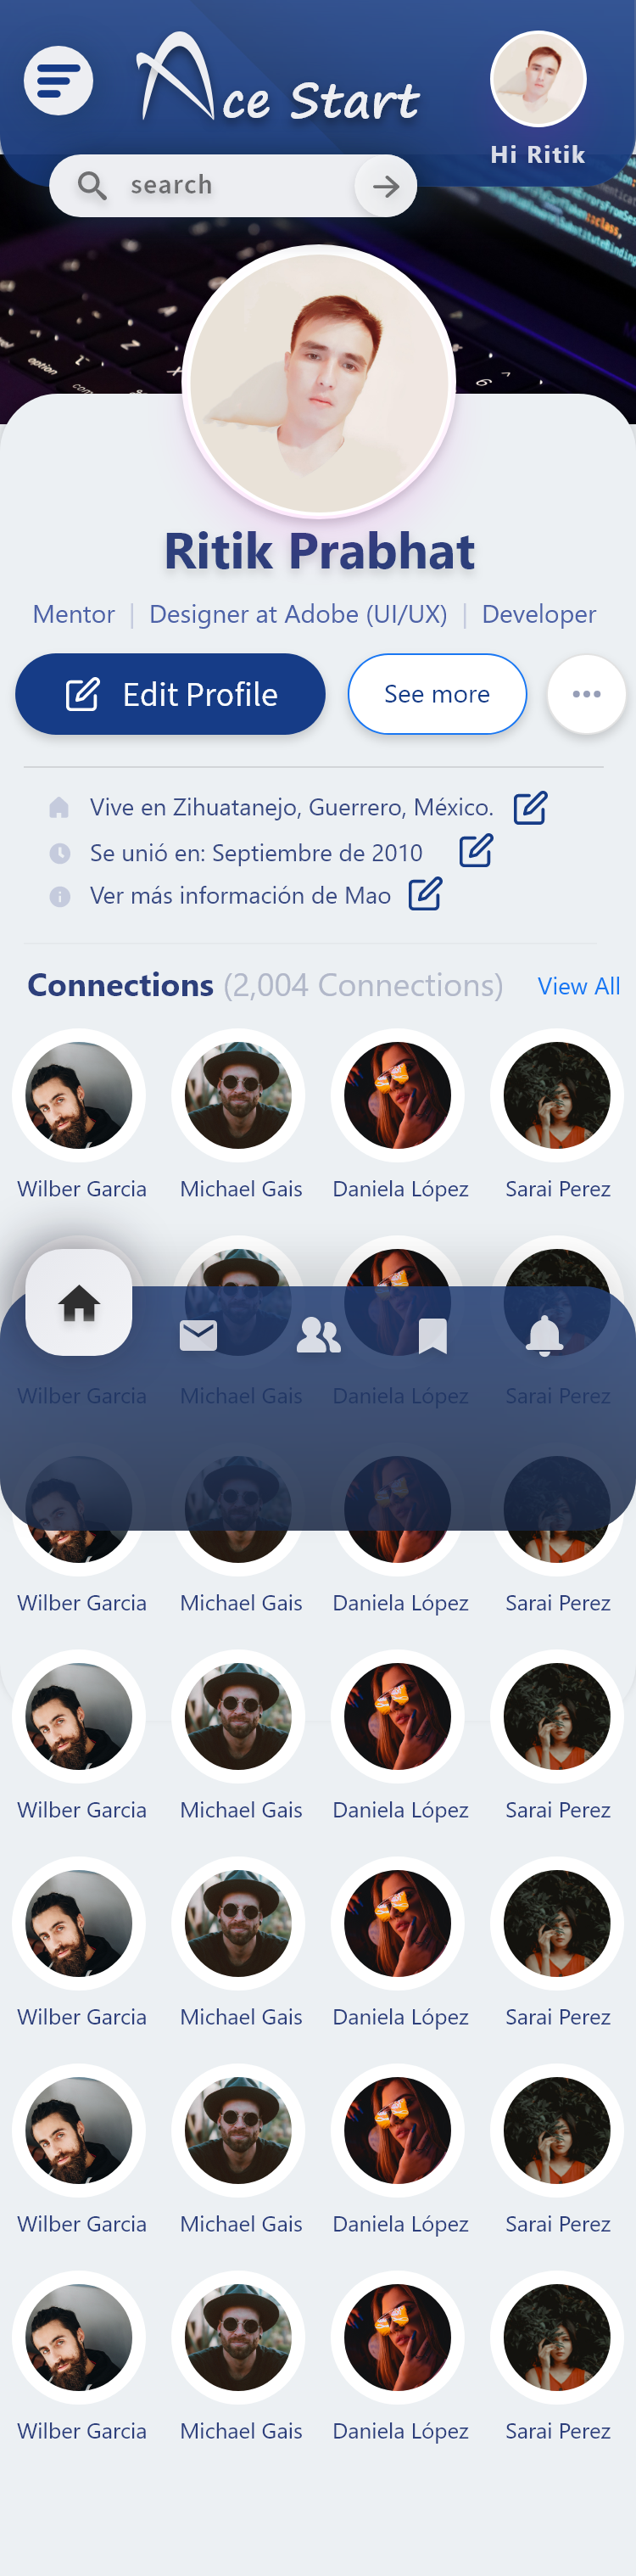 Ace Start
Hi Ritik
search
option
Ritik Prabhat
Mentor | Designer at Adobe (UI/UX) | Developer
Edit Profile
See more
Vive en Zihuatanejo, Guerrero, México.
Se unió en: Septiembre de 2010
Ver más información de Mao
Connections (2,004 Connections)
View All
Wilber Garcia Michael Gais Daniela López Sarai Perez
Wilber Garcia Michael Gais Daniela López Sarai Perez
Wilber Garcia Michael Gais Daniela López Sarai Perez
Wilber Garcia Michael Gais Daniela López Sarai Perez
Wilber Garcia Michael Gais Daniela López Sarai Perez
Wilber Garcia Michael Gais Daniela López Sarai Perez
Wilber Garcia Michael Gais Daniela López Sarai Perez